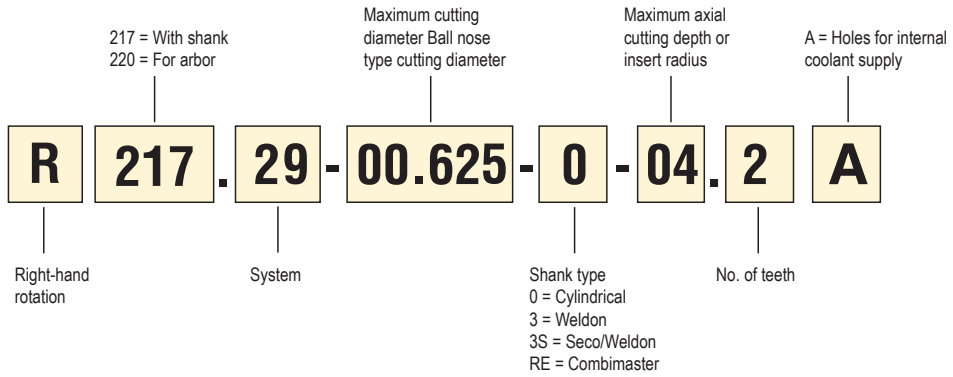 217 = With shank
220 = For arbor
Maximum cutting
diameter Ball nose
type cutting diameter
Maximum axial
cutting depth or
insert radius
A = Holes for internal
coolant supply
R 217.29-00.625-0-04.2 A
Right-hand
rotation
System
Shank type
0 = Cylindrical
3 = Weldon
3S = Seco/Weldon
RE = Combimaster
No. of teeth